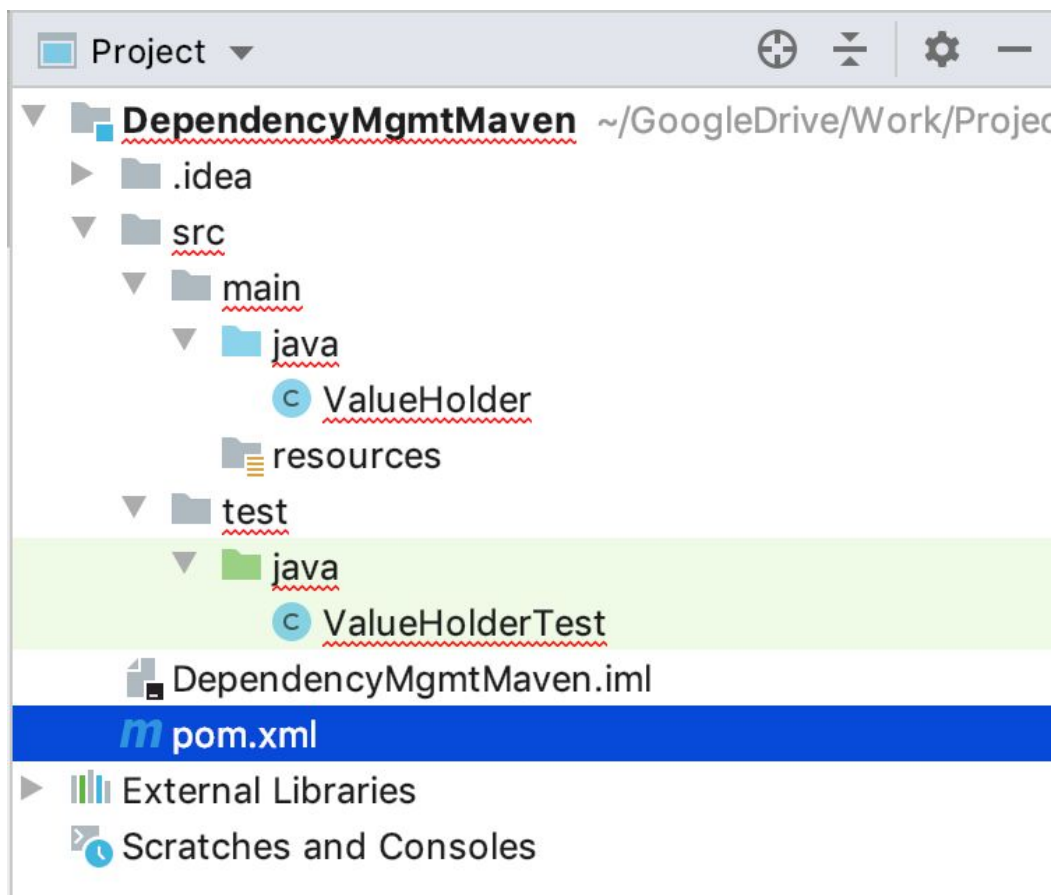 Project
DependencyMgmtMaven ~/GoogleDrive/Work/Projec
.idea
src
main
java
C ValueHolder
resources
test
java
C ValueHolderTest
DependencyMgmtMaven.iml
m pom.xml
External Libraries
Scratches and Consoles